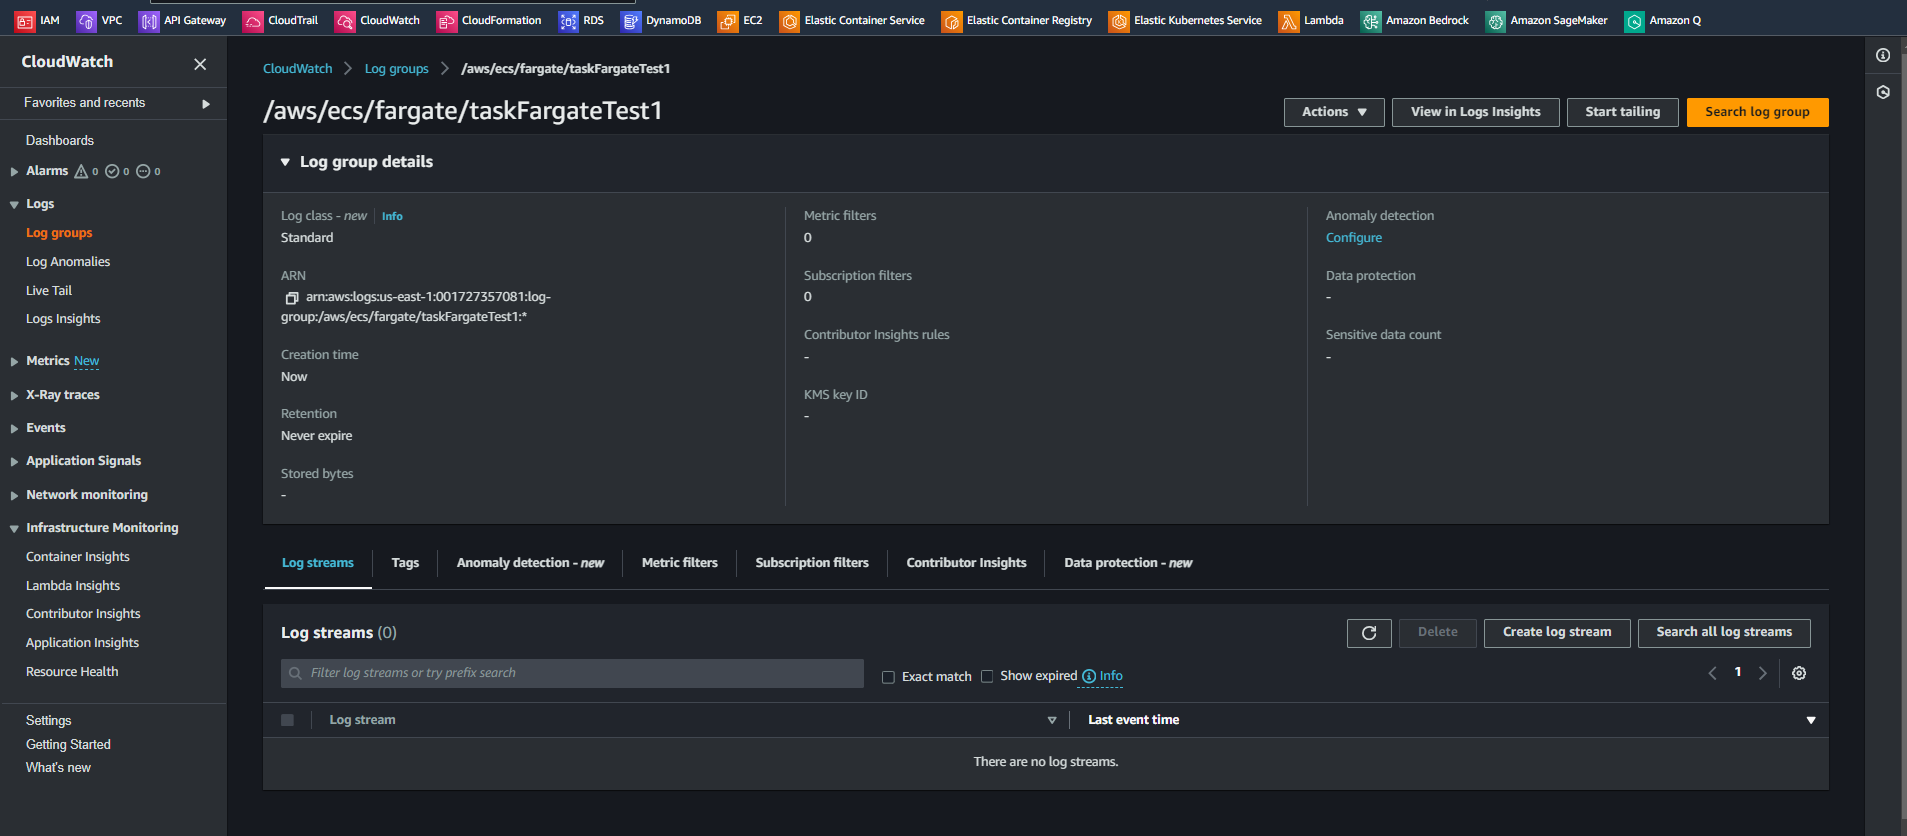 IAM VPC API Gateway CloudTrail CloudWatch CloudFormation RDS DynamoDB EC2 Elastic Container Service Elastic Container Registry Elastic Kubernetes Service Lambda Amazon Bedrock Amazon SageMaker Amazon Q
CloudWatch
Favorites and recents
Dashboards
Alarms 0 0 0
Logs
Log groups
Log Anomalies
Live Tail
Logs Insights
Metrics New
X-Ray traces
Events
Application Signals
Network monitoring
Infrastructure Monitoring
Container Insights
Lambda Insights
Contributor Insights
Application Insights
Resource Health
Settings
Getting Started
What's new
CloudWatch Log groups /aws/ecs/fargate/taskFargateTest1
/aws/ecs/fargate/taskFargateTest1
Actions View in Logs Insights Start tailing Search log group
Log group details
Log class - new Info
Standard
ARN
arn:aws:logs:us-east-1:001727357081:log-
group:/aws/ecs/fargate/taskFargateTest1:*
Creation time
Now
Retention
Never expire
Stored bytes
-
Metric filters
0
Subscription filters
0
Contributor Insights rules
-
KMS key ID
-
Anomaly detection
Configure
Data protection
-
Sensitive data count
-
Log streams Tags Anomaly detection - new Metric filters Subscription filters Contributor Insights Data protection - new
Log streams (0)
Delete Create log stream Search all log streams
Filter log streams or try prefix search Exact match Show expired Info 1
Log stream Last event time
There are no log streams.